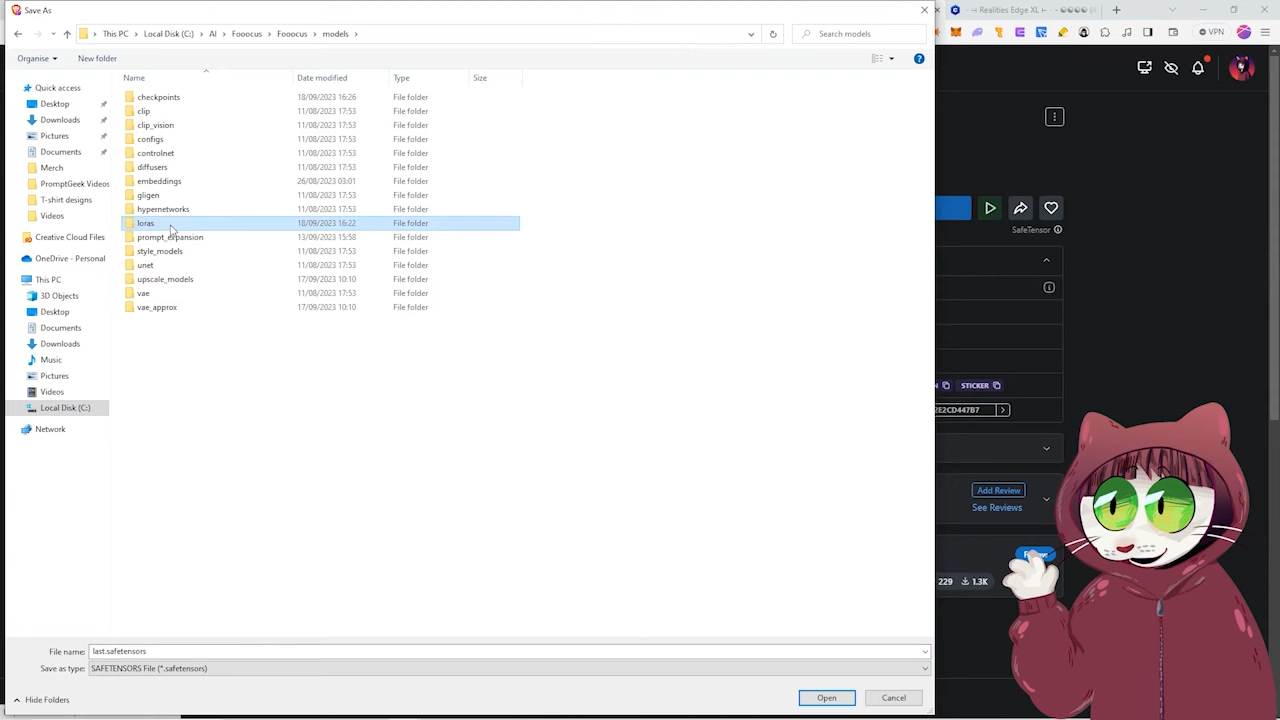 Save As
This PC > Local Disk (C:) > AI > Fooocus > Fooocus > models >
Search models
Organise
New folder
Name Date modified Type Size
Quick access
Desktop
Downloads
Pictures
Documents
Merch
PromptGeek Videos
T-shirt designs
Videos
Creative Cloud Files
OneDrive - Personal
This PC
3D Objects
Desktop
Documents
Downloads
Music
Pictures
Videos
Local Disk (C:)
Network
checkpoints 18/09/2023 16:26 File folder
clip 11/08/2023 17:53 File folder
clip_vision 11/08/2023 17:53 File folder
configs 11/08/2023 17:53 File folder
controlnet 11/08/2023 17:53 File folder
diffusers 11/08/2023 17:53 File folder
embeddings 26/08/2023 03:01 File folder
gligen 11/08/2023 17:53 File folder
hypernetworks 11/08/2023 17:53 File folder
loras 18/09/2023 16:22 File folder
prompt_expansion 13/09/2023 15:58 File folder
style_models 11/08/2023 17:53 File folder
unet 11/08/2023 17:53 File folder
upscale_models 17/09/2023 10:10 File folder
vae 11/08/2023 17:53 File folder
vae_approx 17/09/2023 10:10 File folder
File name: last.safetensors
Save as type: SAFETENSORS File (*.safetensors)
Hide Folders
Open
Cancel
Realities Edge XL
VPN
SafeTensor
STICKER
2E2CD447B7
Add Review
See Reviews
229 1.3K